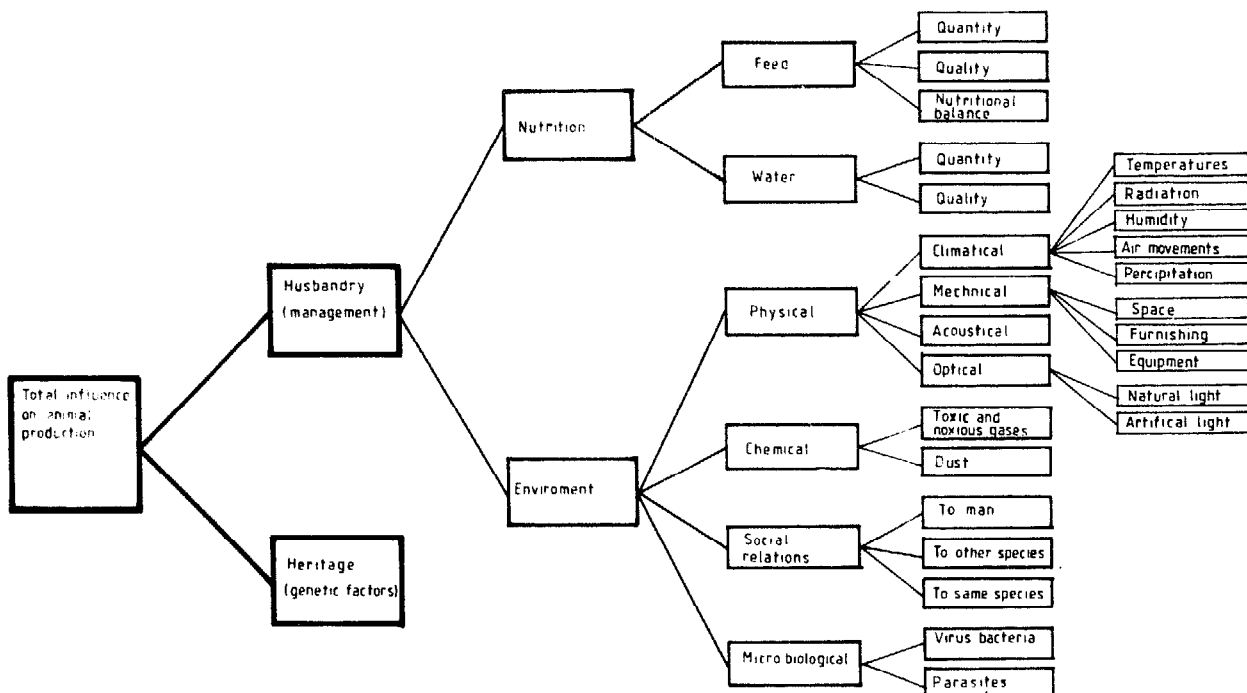 Total influence
on animal
production
Husbandry
(management)
Heritage
(genetic factors)
Nutrition
Enviroment
Feed
Water
Physical
Chemical
Social
relations
Micro biological
Quantity
Quality
Nutritional
balance
Quantity
Quality
Climatical
Mechnical
Acoustical
Optical
Toxic and
noxious gases
Dust
To man
To other species
To same species
Virus bacteria
Parasites
Temperatures
Radiation
Humidity
Air movements
Percipitation
Space
Furnishing
Equipment
Natural light
Artifical light